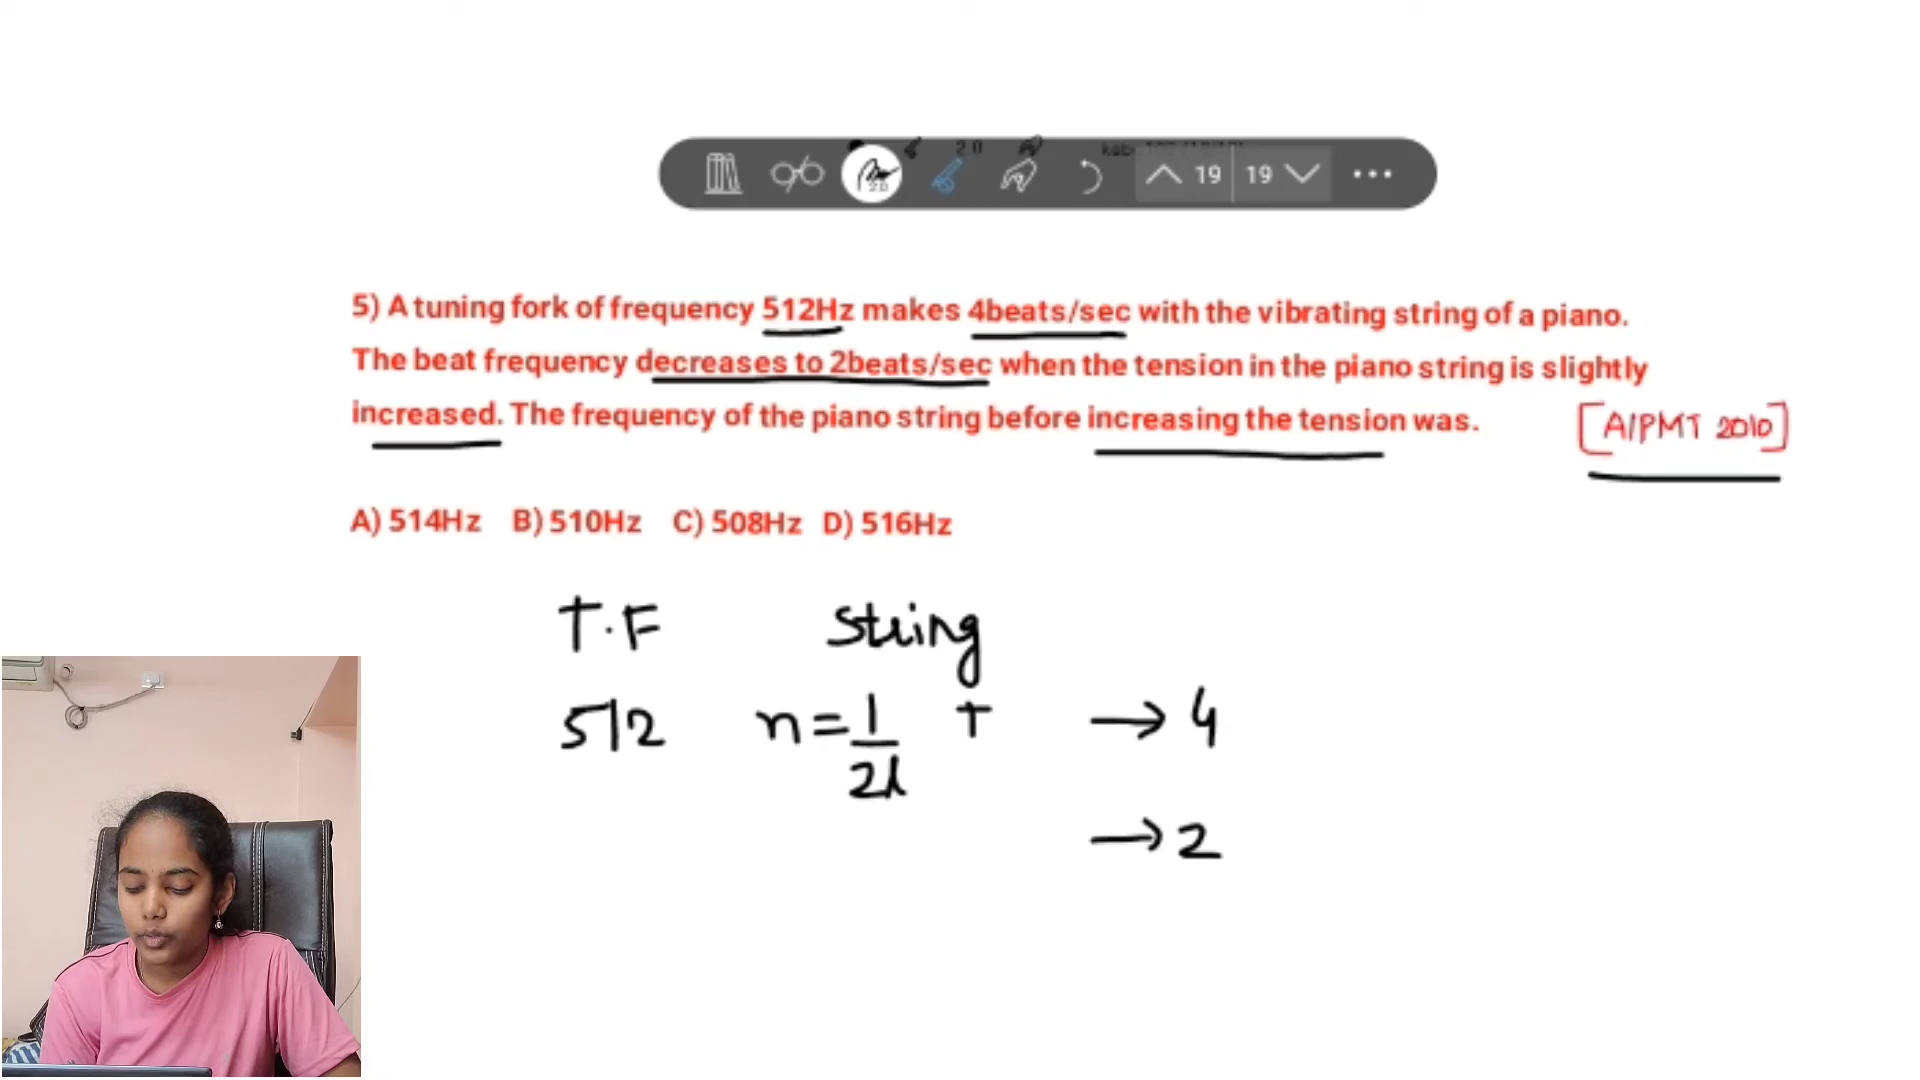 19 19
5) A tuning fork of frequency 512Hz makes 4beats/sec with the vibrating string of a piano.
The beat frequency decreases to 2beats/sec when the tension in the piano string is slightly
increased. The frequency of the piano string before increasing the tension was.
[AIPMT 2010]
A) 514Hz B) 510Hz C) 508Hz D) 516Hz
T.F String
512 n=1/2l T → 4
→ 2